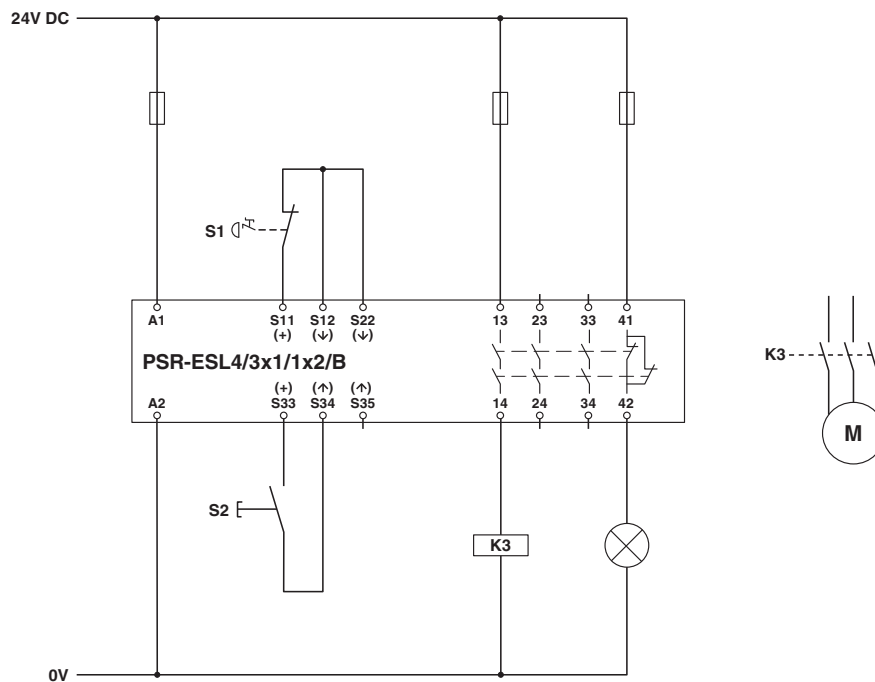 24V DC
S1
A1 S11 S12 S22 13 23 33 41
(+) (↓) (↓)
PSR-ESL4/3x1/1x2/B
K3
(+) (↑) (↑)
A2 S33 S34 S35 14 24 34 42
M
S2
K3
0V